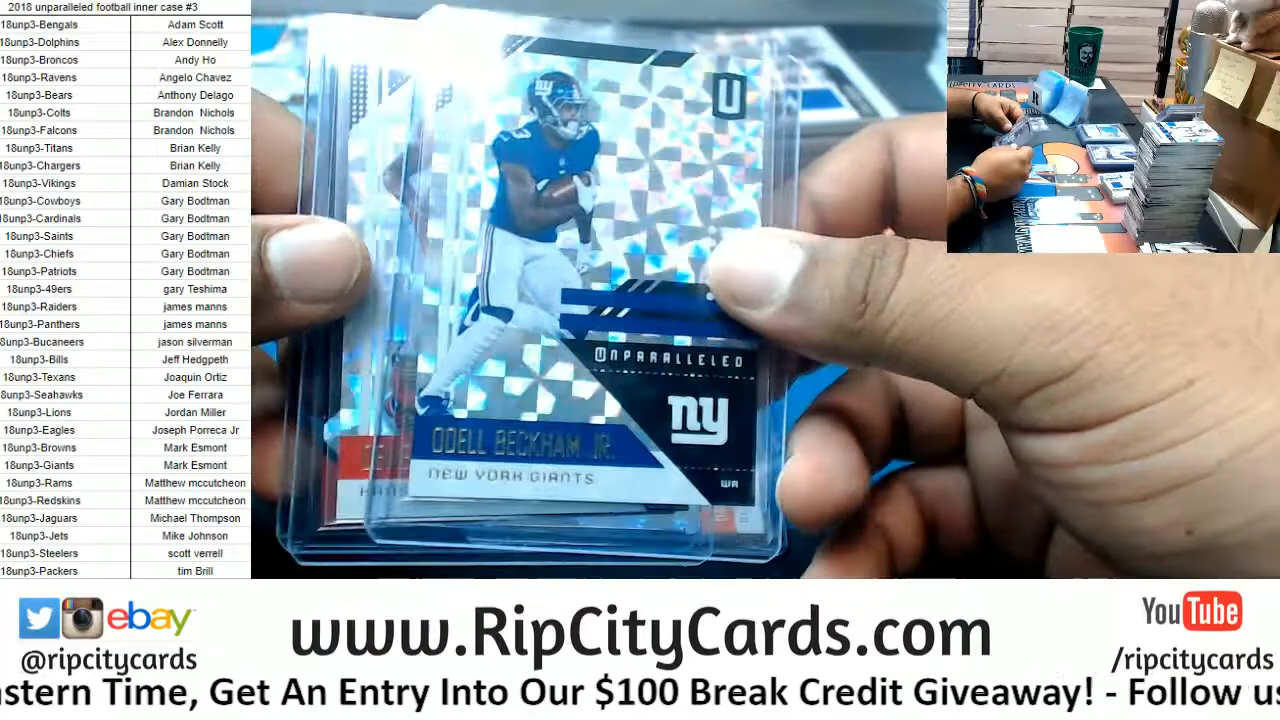 2018 unparalleled football inner case #3
18unp3-Bengals Adam Scott
18unp3-Dolphins Alex Donnelly
18unp3-Broncos Andy Ho
18unp3-Ravens Angelo Chavez
18unp3-Bears Anthony Delago
18unp3-Colts Brandon Nichols
18unp3-Falcons Brandon Nichols
18unp3-Titans Brian Kelly
18unp3-Chargers Brian Kelly
18unp3-Vikings Damian Stock
18unp3-Cowboys Gary Bodtman
18unp3-Cardinals Gary Bodtman
18unp3-Saints Gary Bodtman
18unp3-Chiefs Gary Bodtman
18unp3-Patriots Gary Bodtman
18unp3-49ers gary Teshima
18unp3-Raiders james manns
18unp3-Panthers james manns
8unp3-Bucaneers jason silverman
18unp3-Bills Jeff Hedgpeth
18unp3-Texans Joaquin Ortiz
8unp3-Seahawks Joe Ferrara
18unp3-Lions Jordan Miller
18unp3-Eagles Joseph Porreca Jr
18unp3-Browns Mark Esmont
18unp3-Giants Mark Esmont
18unp3-Rams Matthew mccutcheon
18unp3-Redskins Matthew mccutcheon
18unp3-Jaguars Michael Thompson
18unp3-Jets Mike Johnson
18unp3-Steelers scott verrell
18unp3-Packers tim Brill
U
UNPARALLELED
ny
ODELL BECKHAM JR.
NEW YORK GIANTS
WR
ebay
@ripcitycards
www.RipCityCards.com
YouTube
/ripcitycards
astern Time, Get An Entry Into Our $100 Break Credit Giveaway! - Follow us